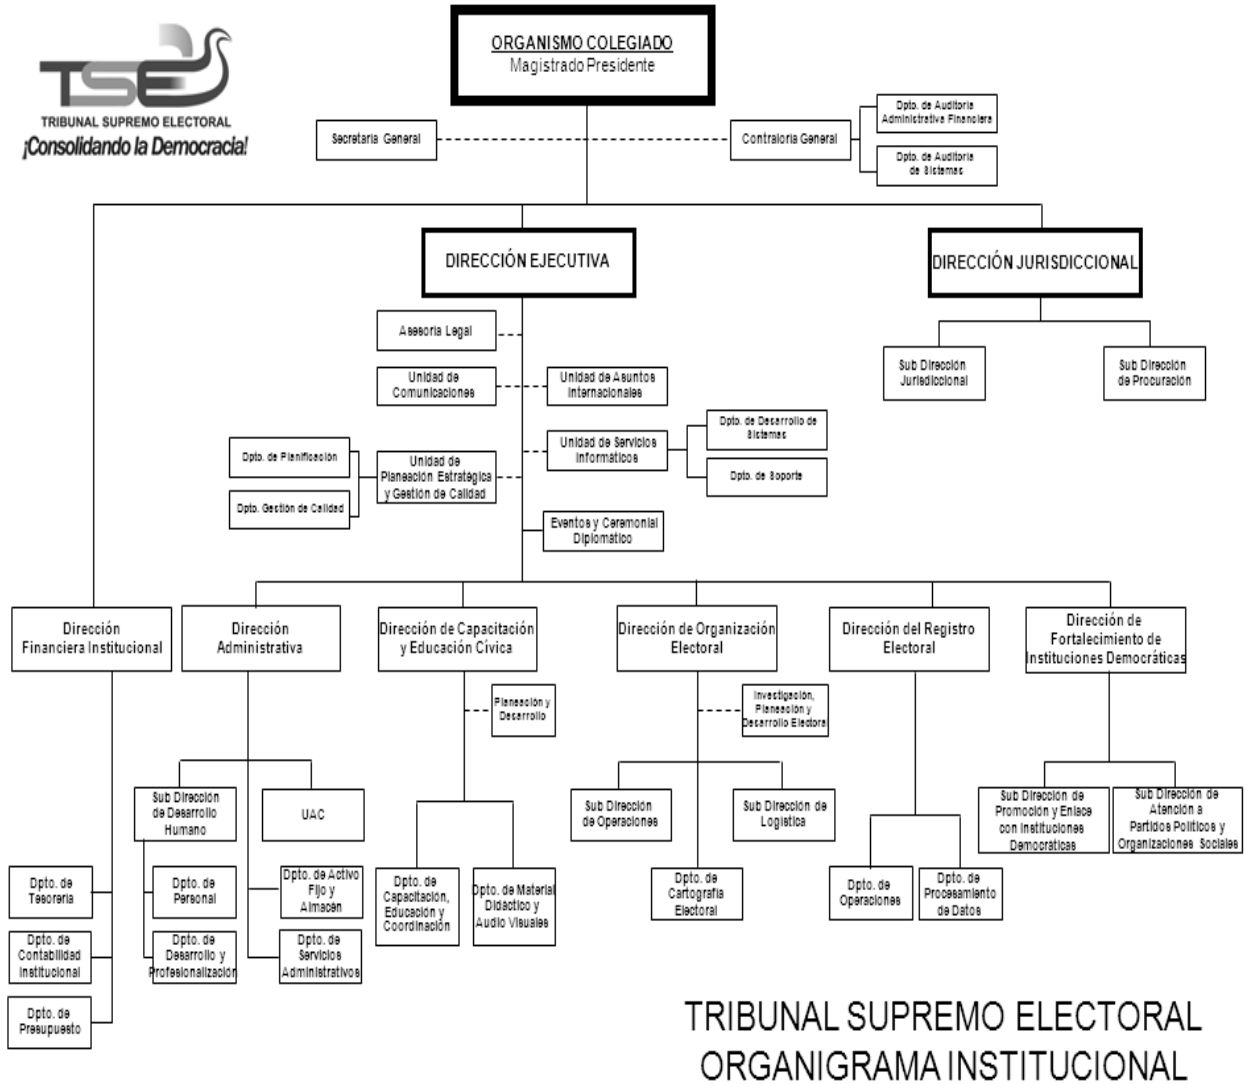 ORGANISMO COLEGIADO
Magistrado Presidente
TSE
TRIBUNAL SUPREMO ELECTORAL
¡Consolidando la Democracia!
Secretaria General
Contraloria General
Dpto. de Auditoria
Administrativa Financiera
Dpto. de Auditoria
de Sistemas
DIRECCIÓN EJECUTIVA
DIRECCIÓN JURISDICCIONAL
Asesoria Legal
Unidad de
Comunicaciones
Unidad de Asuntos
Internacionales
Sub Dirección
Jurisdiccional
Sub Dirección
de Procuración
Dpto. de Planificación
Dpto. Gestión de Calidad
Unidad de
Planeación Estratégica
y Gestión de Calidad
Unidad de Servicios
Informáticos
Dpto. de Desarrollo de
Sistemas
Dpto. de Soporte
Eventos y Ceremonial
Diplomático
Dirección
Financiera Institucional
Dirección
Administrativa
Dirección de Capacitación
y Educación Cívica
Dirección de Organización
Electoral
Dirección del Registro
Electoral
Dirección de
Fortalecimiento de
Instituciones Democráticas
Planeación y
Desarrollo
Investigación,
Planeación y
Desarrollo Electoral
Sub Dirección
de Desarrollo
Humano
UAC
Sub Dirección
de Operaciones
Sub Dirección de
Logística
Sub Dirección de
Promoción y Enlace
con Instituciones
Democráticas
Sub Dirección de
Atención a
Partidos Políticos y
Organizaciones Sociales
Dpto. de
Tesorería
Dpto. de
Personal
Dpto. de Activo
Fijo y
Almacén
Dpto. de
Capacitación,
Educación y
Coordinación
Dpto. de Material
Didáctico y
Audio Visuales
Dpto. de
Cartografía
Electoral
Dpto. de
Operaciones
Dpto. de
Procesamiento
de Datos
Dpto. de
Contabilidad
Institucional
Dpto. de
Desarrollo y
Profesionalización
Dpto. de
Servicios
Administrativos
Dpto. de
Presupuesto
TRIBUNAL SUPREMO ELECTORAL
ORGANIGRAMA INSTITUCIONAL